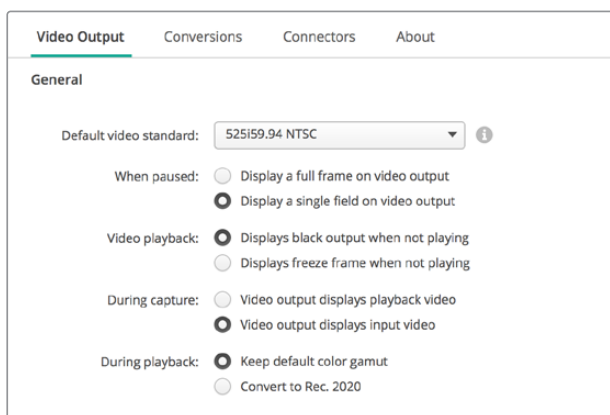 Video Output Conversions Connectors About
General
Default video standard: 525i59.94 NTSC
When paused: Display a full frame on video output
Display a single field on video output
Video playback: Displays black output when not playing
Displays freeze frame when not playing
During capture: Video output displays playback video
Video output displays input video
During playback: Keep default color gamut
Convert to Rec. 2020